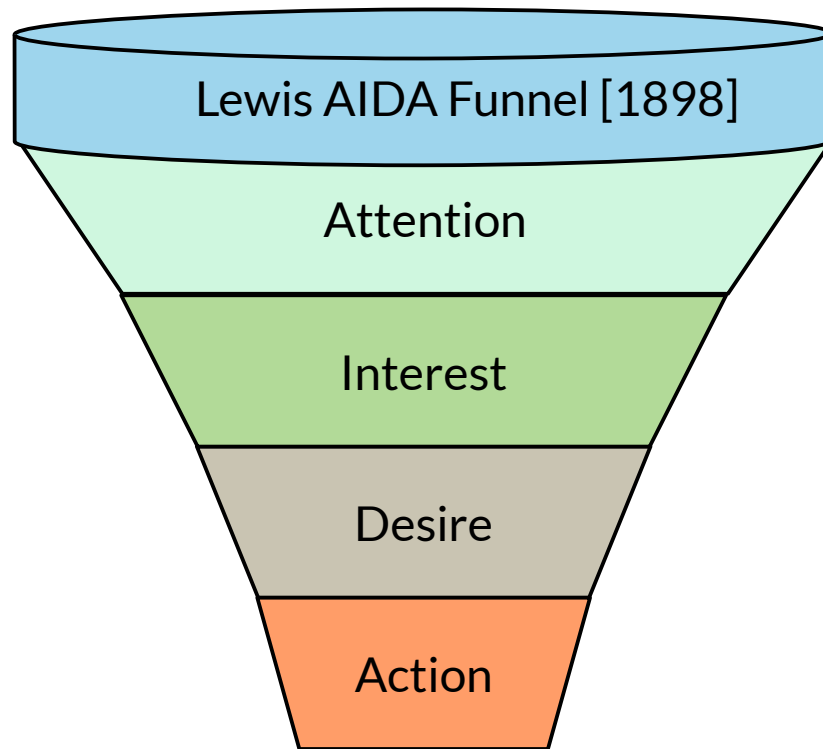 Lewis AIDA Funnel [1898]
Attention
Interest
Desire
Action